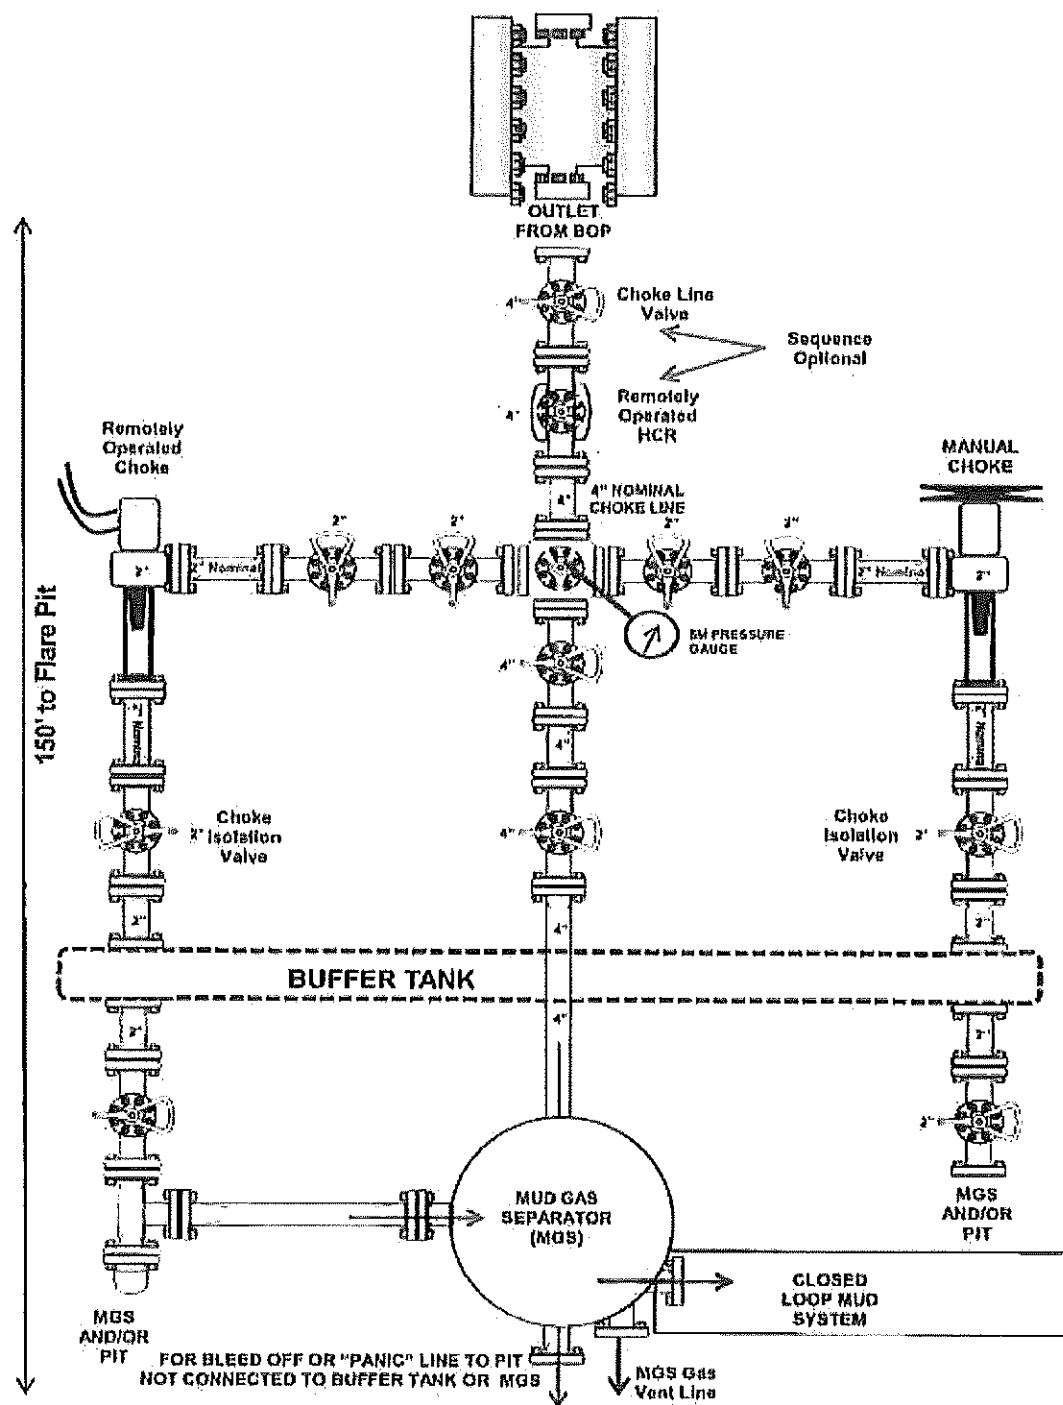 OUTLET
FROM BOP
4"
Choke Line
Valve
Sequence
Optional
4"
Remotely
Operated
HCR
Remotely
Operated
Choke
MANUAL
CHOKE
4"
4" NOMINAL
CHOKE LINE
2"
2"
2"
2"
2"
2" Nominal
2" Nominal
2"
5M PRESSURE
GAUGE
150' to Flare Pit
4"
2" Nominal
4"
2" Nominal
2"
Choke
Isolation
Valve
4"
Choke
Isolation
Valve
2"
2"
4"
2"
BUFFER TANK
2"
4"
2"
2"
MUD GAS
SEPARATOR
(MGS)
MGS
AND/OR
PIT
CLOSED
LOOP MUD
SYSTEM
MGS
AND/OR
PIT
FOR BLEED OFF OR "PANIC" LINE TO PIT
NOT CONNECTED TO BUFFER TANK OR MGS
MGS Gas
Vent Line